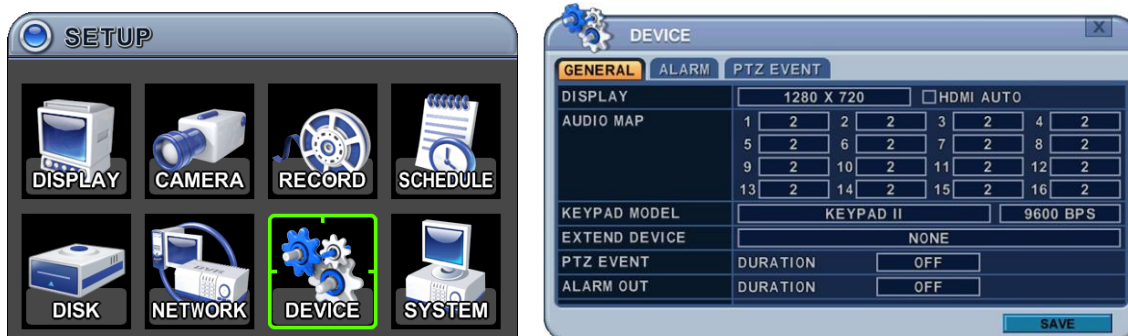 SETUP
DISPLAY CAMERA RECORD SCHEDULE
DISK NETWORK DEVICE SYSTEM
DEVICE X
GENERAL ALARM PTZ EVENT
DISPLAY 1280 X 720 HDMI AUTO
AUDIO MAP 1 2 2 2 3 2 4 2
5 2 6 2 7 2 8 2
9 2 10 2 11 2 12 2
13 2 14 2 15 2 16 2
KEYPAD MODEL KEYPAD II 9600 BPS
EXTEND DEVICE NONE
PTZ EVENT DURATION OFF
ALARM OUT DURATION OFF
SAVE